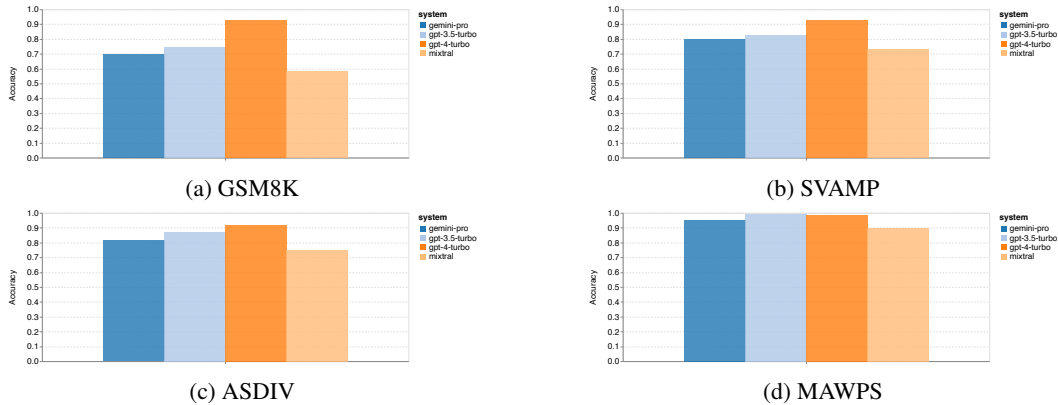 1.0
0.9
0.8
0.7
0.6
0.5
0.4
0.3
0.2
0.1
0.0
Accuracy
system
gemini-pro
gpt-3.5-turbo
gpt-4-turbo
mixtral
(a) GSM8K
1.0
0.9
0.8
0.7
0.6
0.5
0.4
0.3
0.2
0.1
0.0
Accuracy
system
gemini-pro
gpt-3.5-turbo
gpt-4-turbo
mixtral
(b) SVAMP
1.0
0.9
0.8
0.7
0.6
0.5
0.4
0.3
0.2
0.1
0.0
Accuracy
system
gemini-pro
gpt-3.5-turbo
gpt-4-turbo
mixtral
(c) ASDIV
1.0
0.9
0.8
0.7
0.6
0.5
0.4
0.3
0.2
0.1
0.0
Accuracy
system
gemini-pro
gpt-3.5-turbo
gpt-4-turbo
mixtral
(d) MAWPS